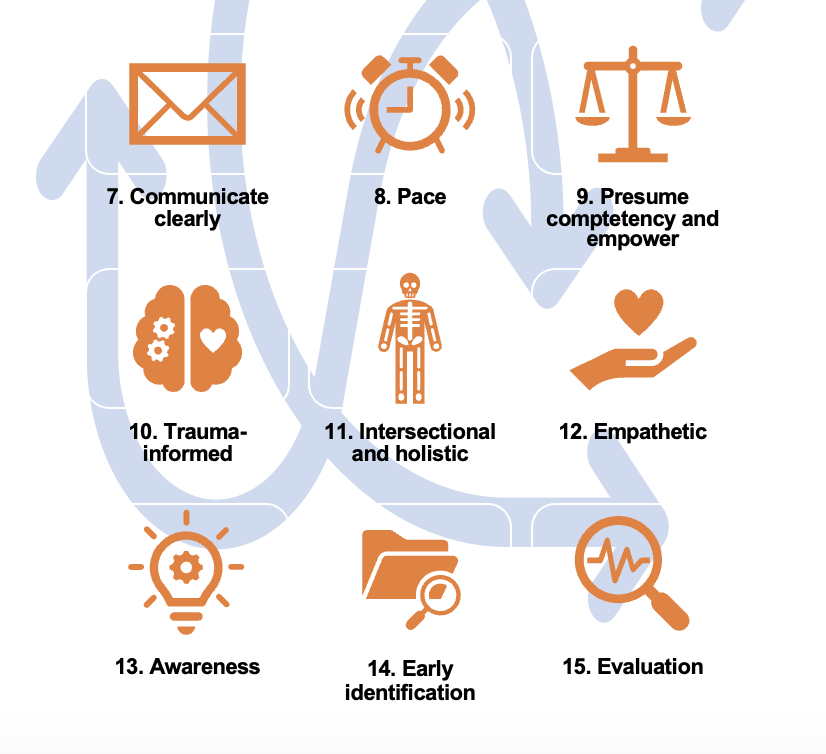 7. Communicate
clearly
8. Pace
9. Presume
comptetency and
empower
10. Trauma-
informed
11. Intersectional
and holistic
12. Empathetic
13. Awareness
14. Early
identification
15. Evaluation